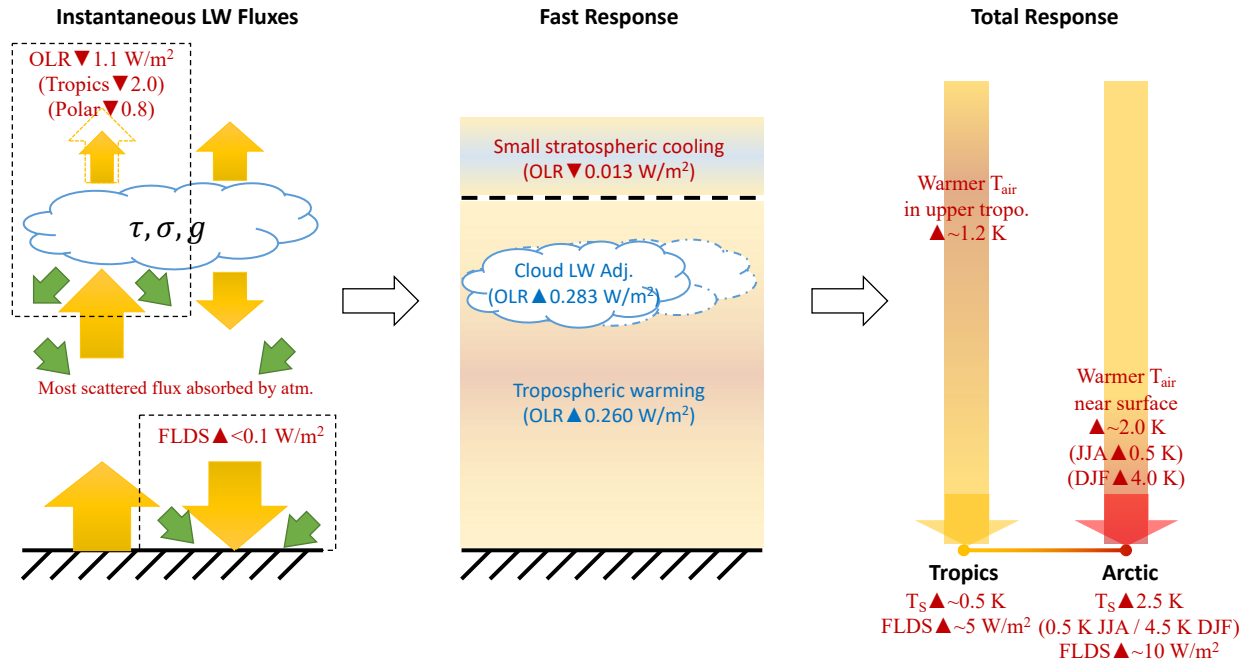 Instantaneous LW Fluxes
OLR▼1.1 W/m²
(Tropics▼2.0)
(Polar▼0.8)
τ, σ, g
Most scattered flux absorbed by atm.
FLDS▲<0.1 W/m²
Fast Response
Small stratospheric cooling
(OLR▼0.013 W/m²)
Cloud LW Adj.
(OLR▲0.283 W/m²)
Tropospheric warming
(OLR▲0.260 W/m²)
Total Response
Warmer T_air
in upper tropo.
▲~1.2 K
Warmer T_air
near surface
▲~2.0 K
(JJA▲0.5 K)
(DJF▲4.0 K)
Tropics
T_S▲~0.5 K
FLDS▲~5 W/m²
Arctic
T_S▲2.5 K
(0.5 K JJA / 4.5 K DJF)
FLDS▲~10 W/m²